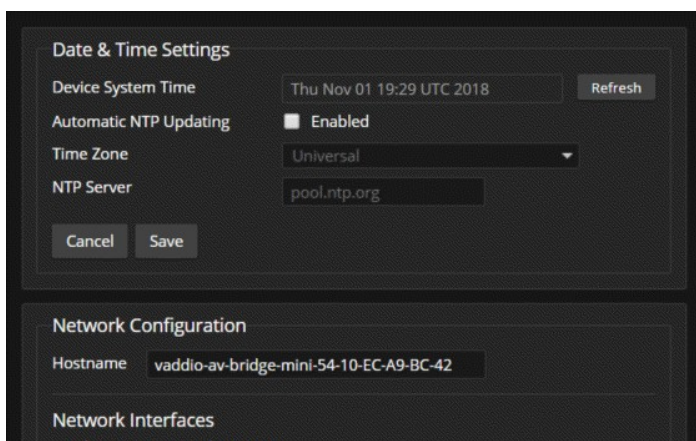 Date & Time Settings
Device System Time Thu Nov 01 19:29 UTC 2018 Refresh
Automatic NTP Updating Enabled
Time Zone Universal
NTP Server pool.ntp.org
Cancel Save
Network Configuration
Hostname vaddio-av-bridge-mini-54-10-EC-A9-BC-42
Network Interfaces